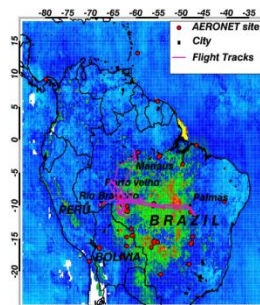 -85 -80 -75 -70 -65 -60 -55 -50 -45 -40 -35
AERONET site
City
Flight Tracks
15
10
5
0
-5
-10
-15
-20
Manaus
Porto Velho
Rio Branco
Palmas
PERU
BRAZIL
BOLIVIA